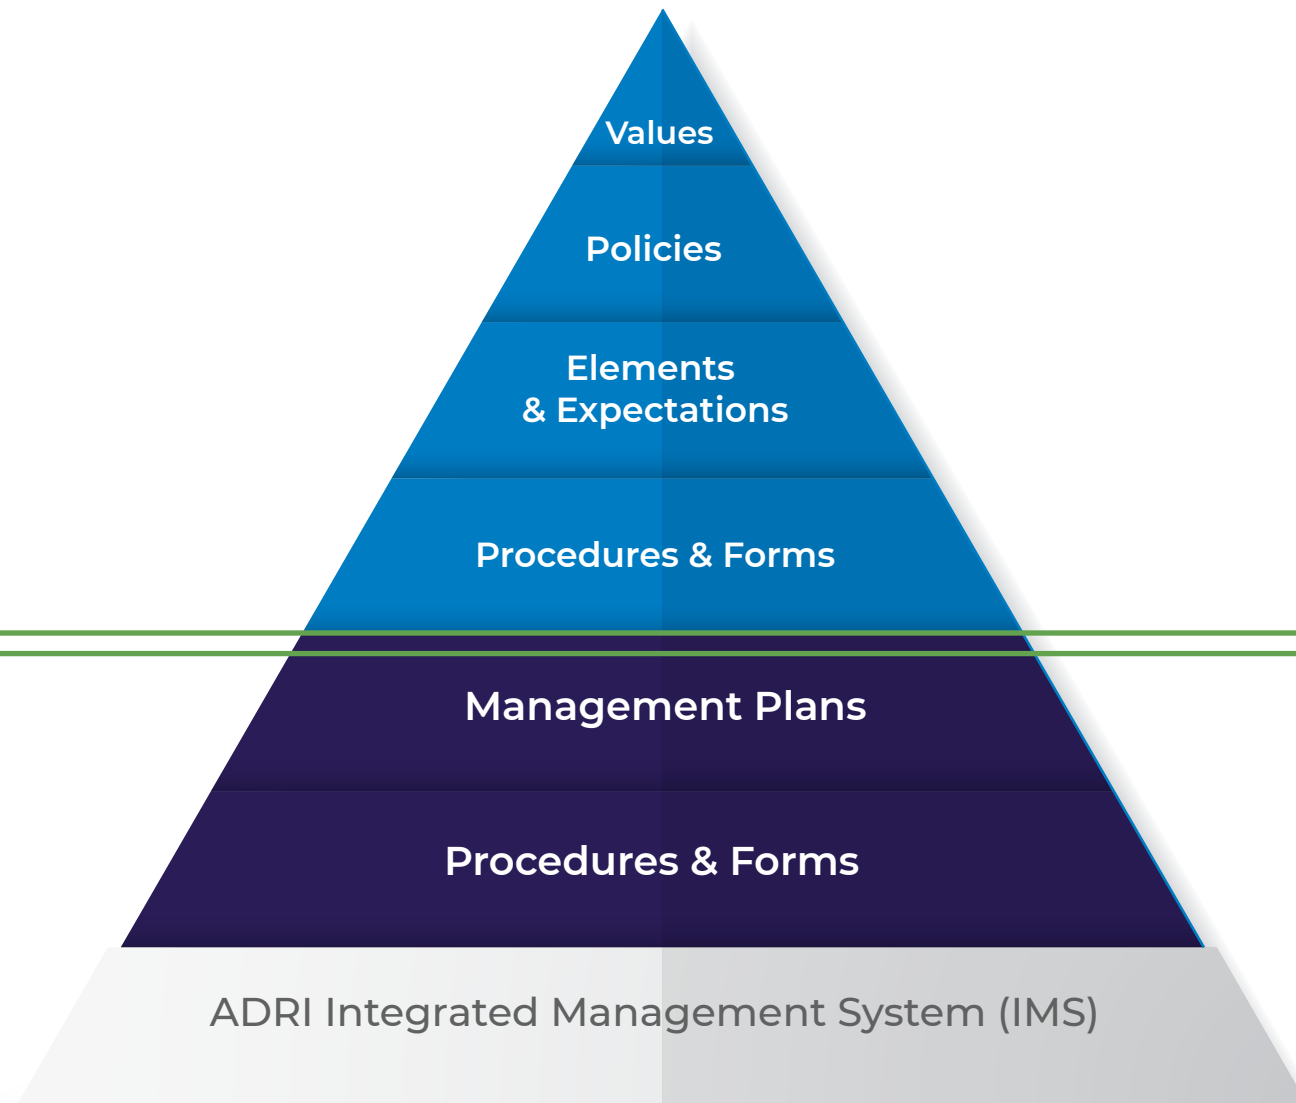 Values
Policies
Elements
& Expectations
Procedures & Forms
Management Plans
Procedures & Forms
ADRI Integrated Management System (IMS)